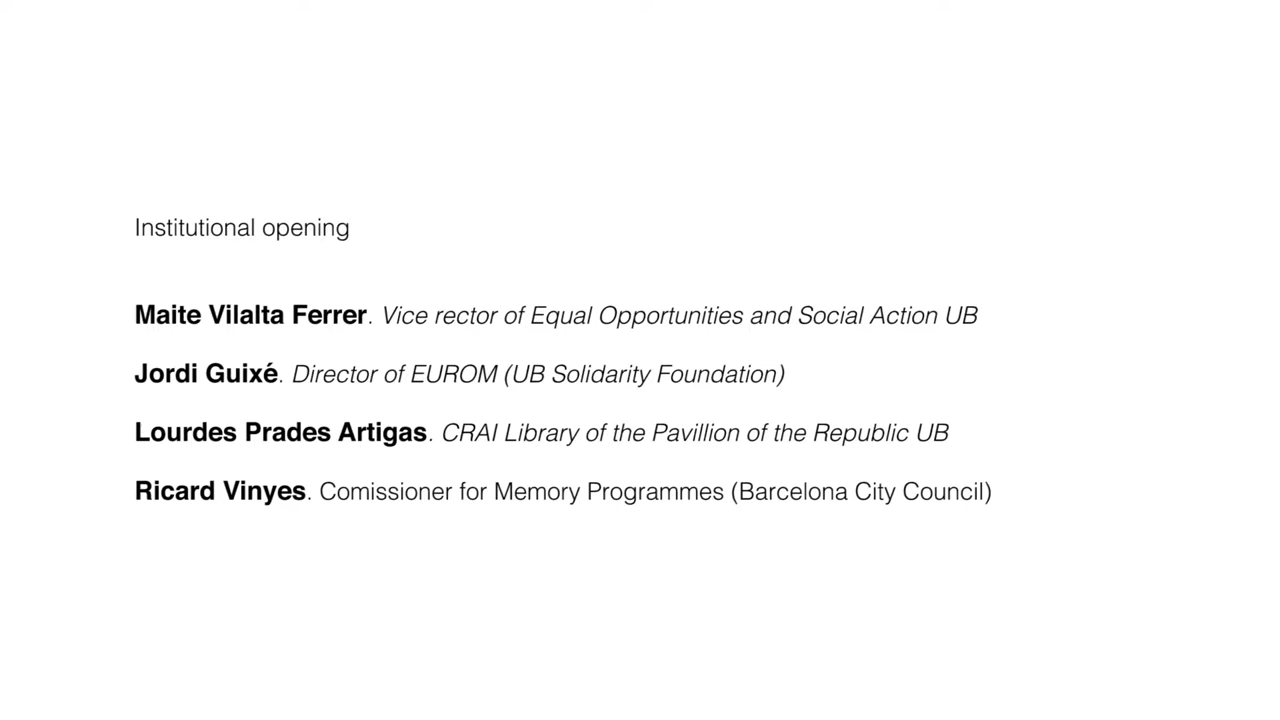 Institutional opening
Maite Vilalta Ferrer. Vice rector of Equal Opportunities and Social Action UB
Jordi Guixé. Director of EUROM (UB Solidarity Foundation)
Lourdes Prades Artigas. CRAI Library of the Pavillion of the Republic UB
Ricard Vinyes. Comissioner for Memory Programmes (Barcelona City Council)